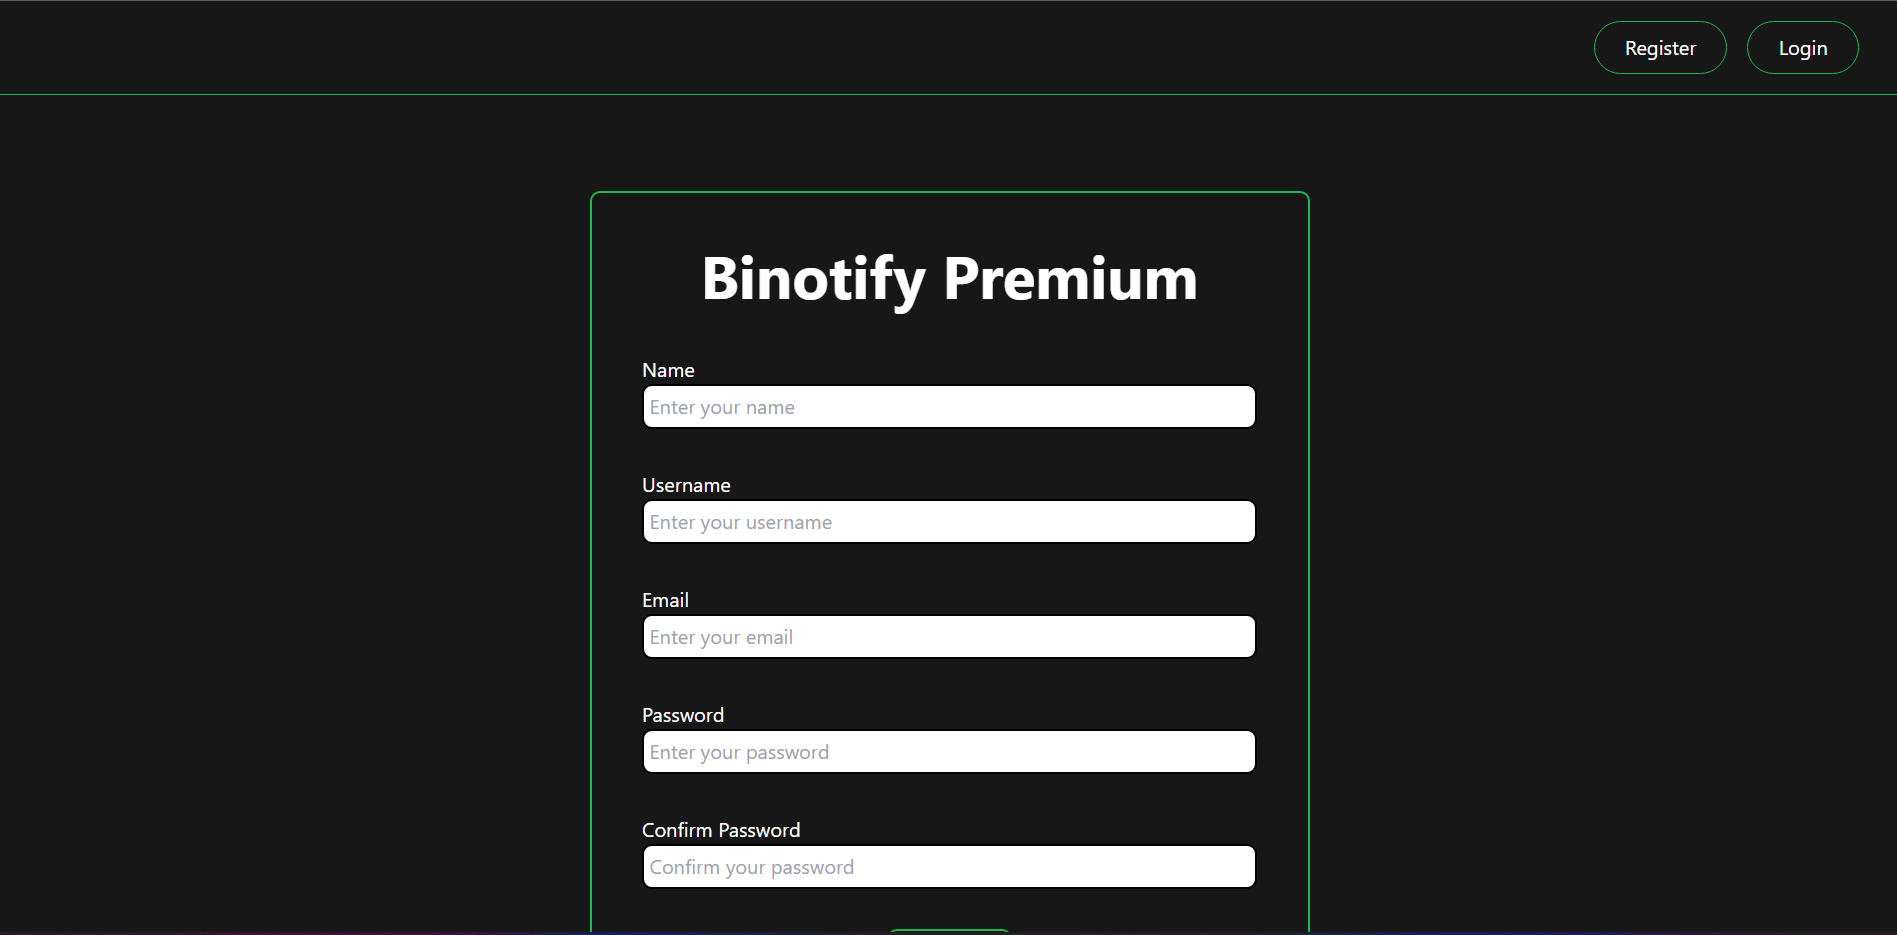 Register Login
Binotify Premium
Name
Enter your name
Username
Enter your username
Email
Enter your email
Password
Enter your password
Confirm Password
Confirm your password